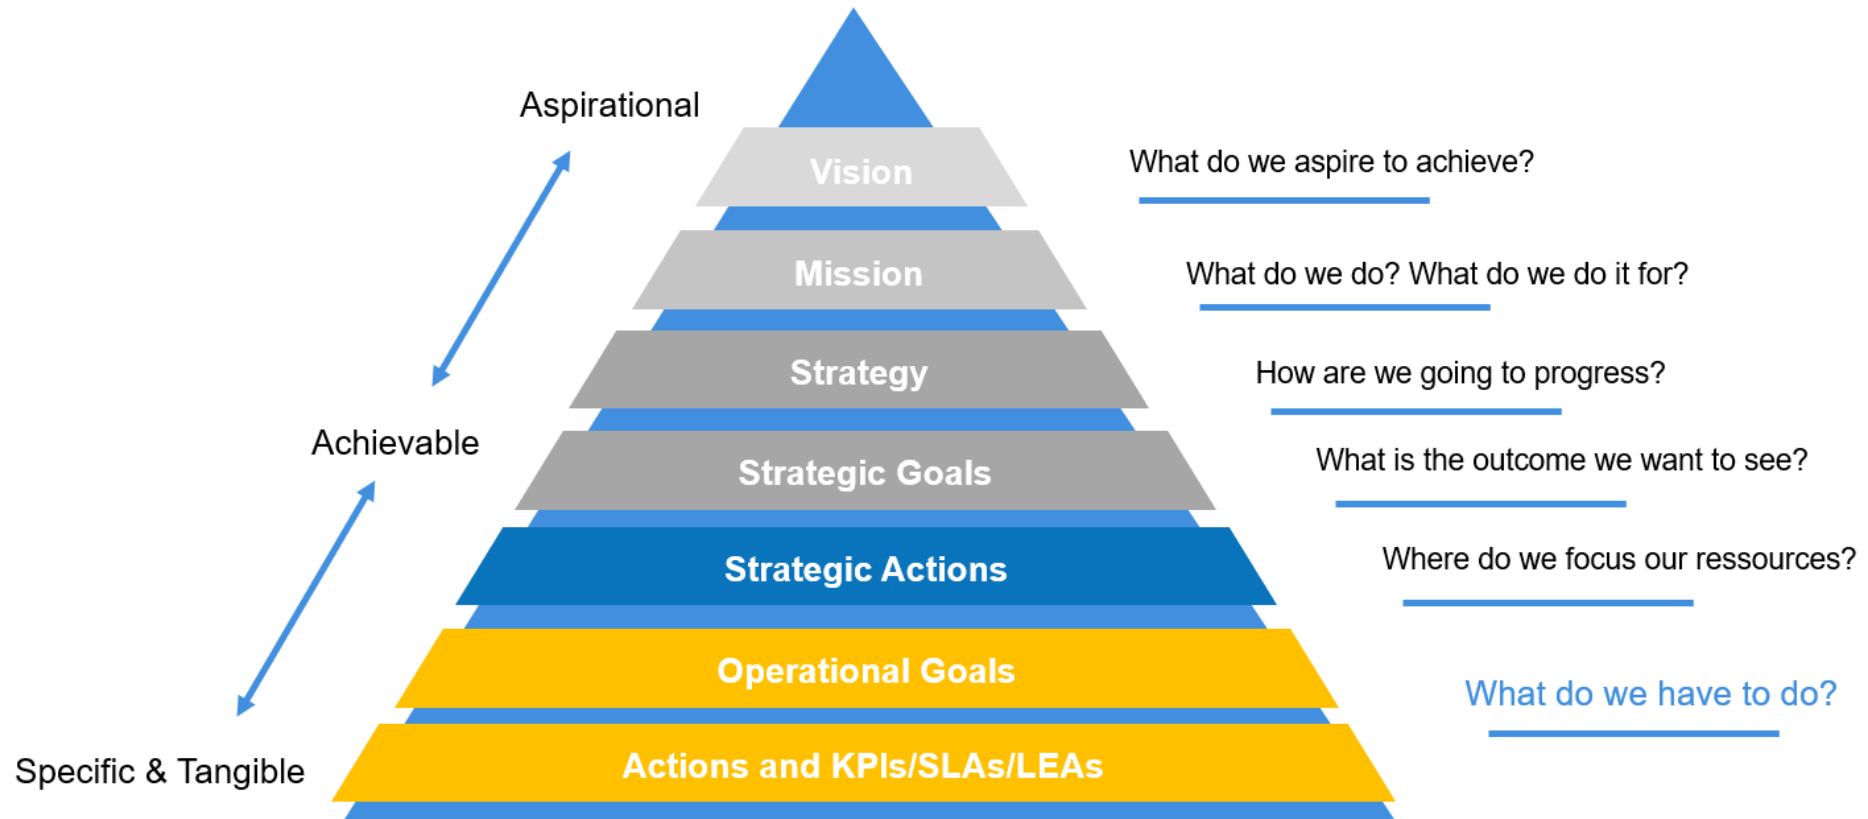 Aspirational
Vision
What do we aspire to achieve?
Mission
What do we do? What do we do it for?
Strategy
How are we going to progress?
Achievable
Strategic Goals
What is the outcome we want to see?
Strategic Actions
Where do we focus our ressources?
Operational Goals
What do we have to do?
Specific & Tangible
Actions and KPIs/SLAs/LEAs